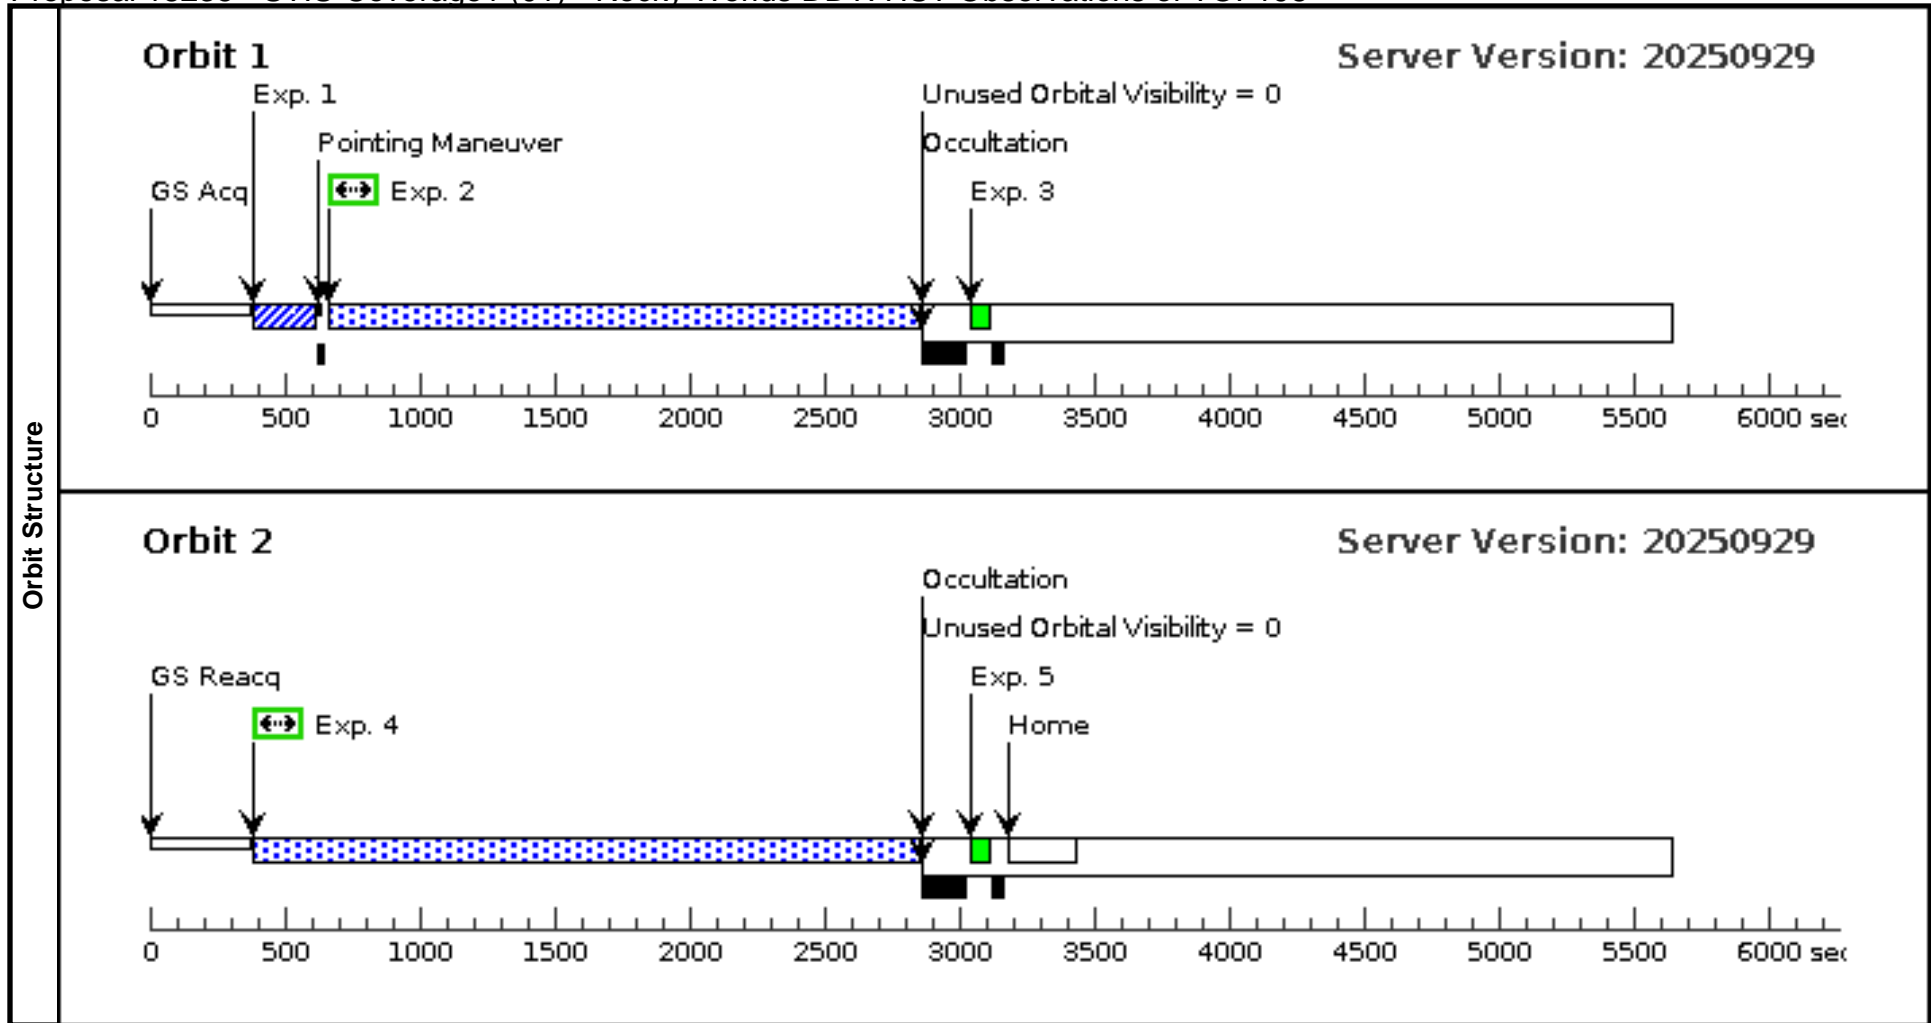 Orbit Structure
Orbit 1
Server Version: 20250929
Exp. 1
Unused Orbital Visibility = 0
Pointing Maneuver
Occultation
GS Acq
Exp. 2
Exp. 3
0 500 1000 1500 2000 2500 3000 3500 4000 4500 5000 5500 6000 sec
Orbit 2
Server Version: 20250929
Occultation
Unused Orbital Visibility = 0
GS Reacq
Exp. 5
Exp. 4
Home
0 500 1000 1500 2000 2500 3000 3500 4000 4500 5000 5500 6000 sec